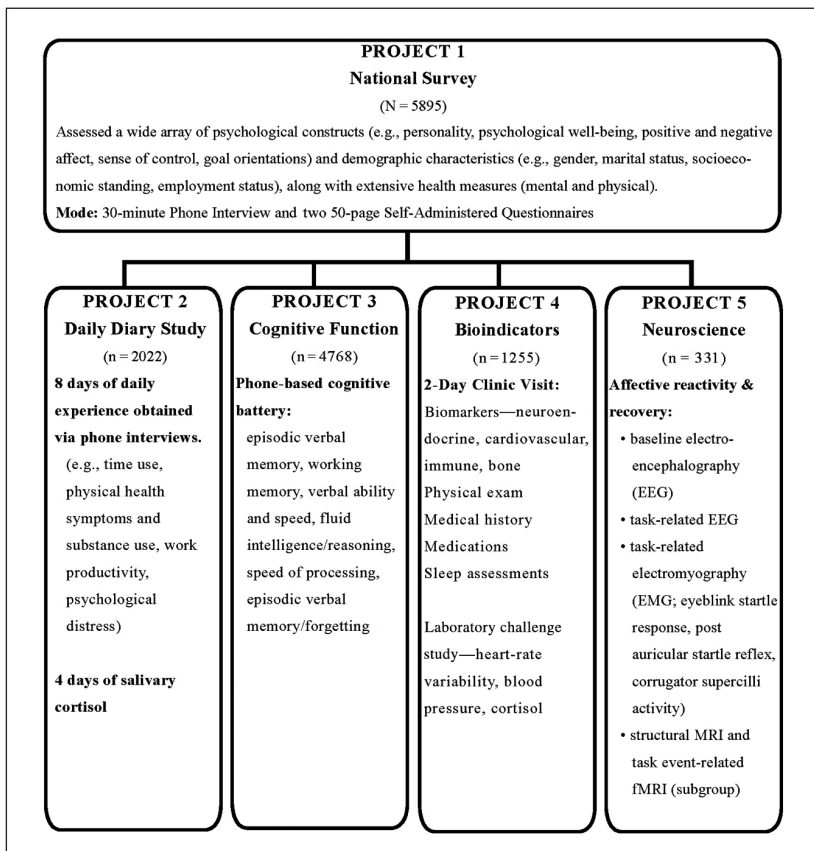 PROJECT 1
National Survey
(N = 5895)
Assessed a wide array of psychological constructs (e.g., personality, psychological well-being, positive and negative
affect, sense of control, goal orientations) and demographic characteristics (e.g., gender, marital status, socioeco-
nomic standing, employment status), along with extensive health measures (mental and physical).
Mode: 30-minute Phone Interview and two 50-page Self-Administered Questionnaires
PROJECT 2
Daily Diary Study
(n = 2022)
8 days of daily
experience obtained
via phone interviews.
(e.g., time use,
physical health
symptoms and
substance use, work
productivity,
psychological
distress)
4 days of salivary
cortisol
PROJECT 3
Cognitive Function
(n = 4768)
Phone-based cognitive
battery:
episodic verbal
memory, working
memory, verbal ability
and speed, fluid
intelligence/reasoning,
speed of processing,
episodic verbal
memory/forgetting
PROJECT 4
Bioindicators
(n = 1255)
2-Day Clinic Visit:
Biomarkers—neuroen-
docrine, cardiovascular,
immune, bone
Physical exam
Medical history
Medications
Sleep assessments
Laboratory challenge
study—heart-rate
variability, blood
pressure, cortisol
PROJECT 5
Neuroscience
(n = 331)
Affective reactivity &
recovery:
• baseline electro-
encephalography
(EEG)
• task-related EEG
• task-related
electromyography
(EMG; eyeblink startle
response, post
auricular startle reflex,
corrugator supercilli
activity)
• structural MRI and
task event-related
fMRI (subgroup)